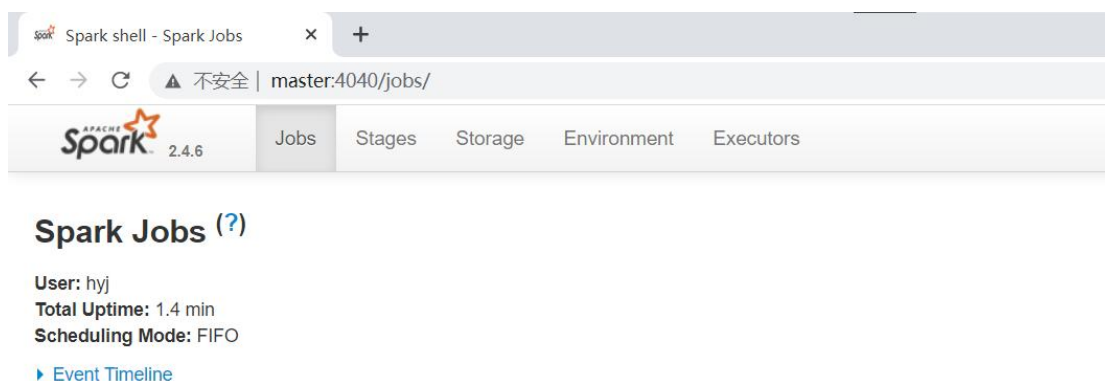 Spark shell - Spark Jobs
不安全 | master:4040/jobs/
APACHE Spark 2.4.6 Jobs Stages Storage Environment Executors
Spark Jobs (?)
User: hyj
Total Uptime: 1.4 min
Scheduling Mode: FIFO
Event Timeline